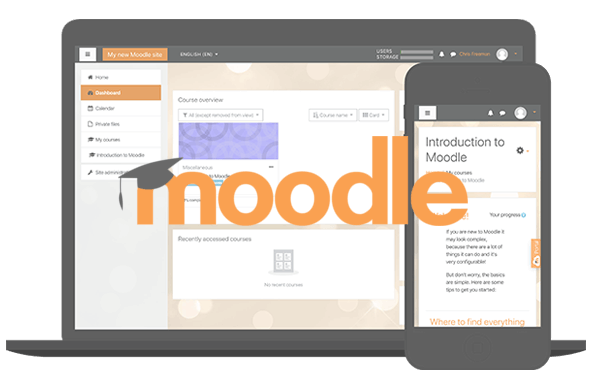 My new Moodle site
ENGLISH (EN)
USERS
STORAGE
Chris Freeman
Home
Dashboard
Calendar
Private files
My courses
Introduction to Moodle
Site
Course overview
All (except removed from view)
Course name
Card
Miscellaneous
Recently accessed courses
No recent courses
moodle
Introduction to
Moodle
My courses
to Moodle
Your progress
If you are new to Moodle it
may look complex,
because there are a lot of
things it can do and it's
very configurable!
But don't worry, the basics
are simple. Here are some
tips to get you started.
Where to find everything